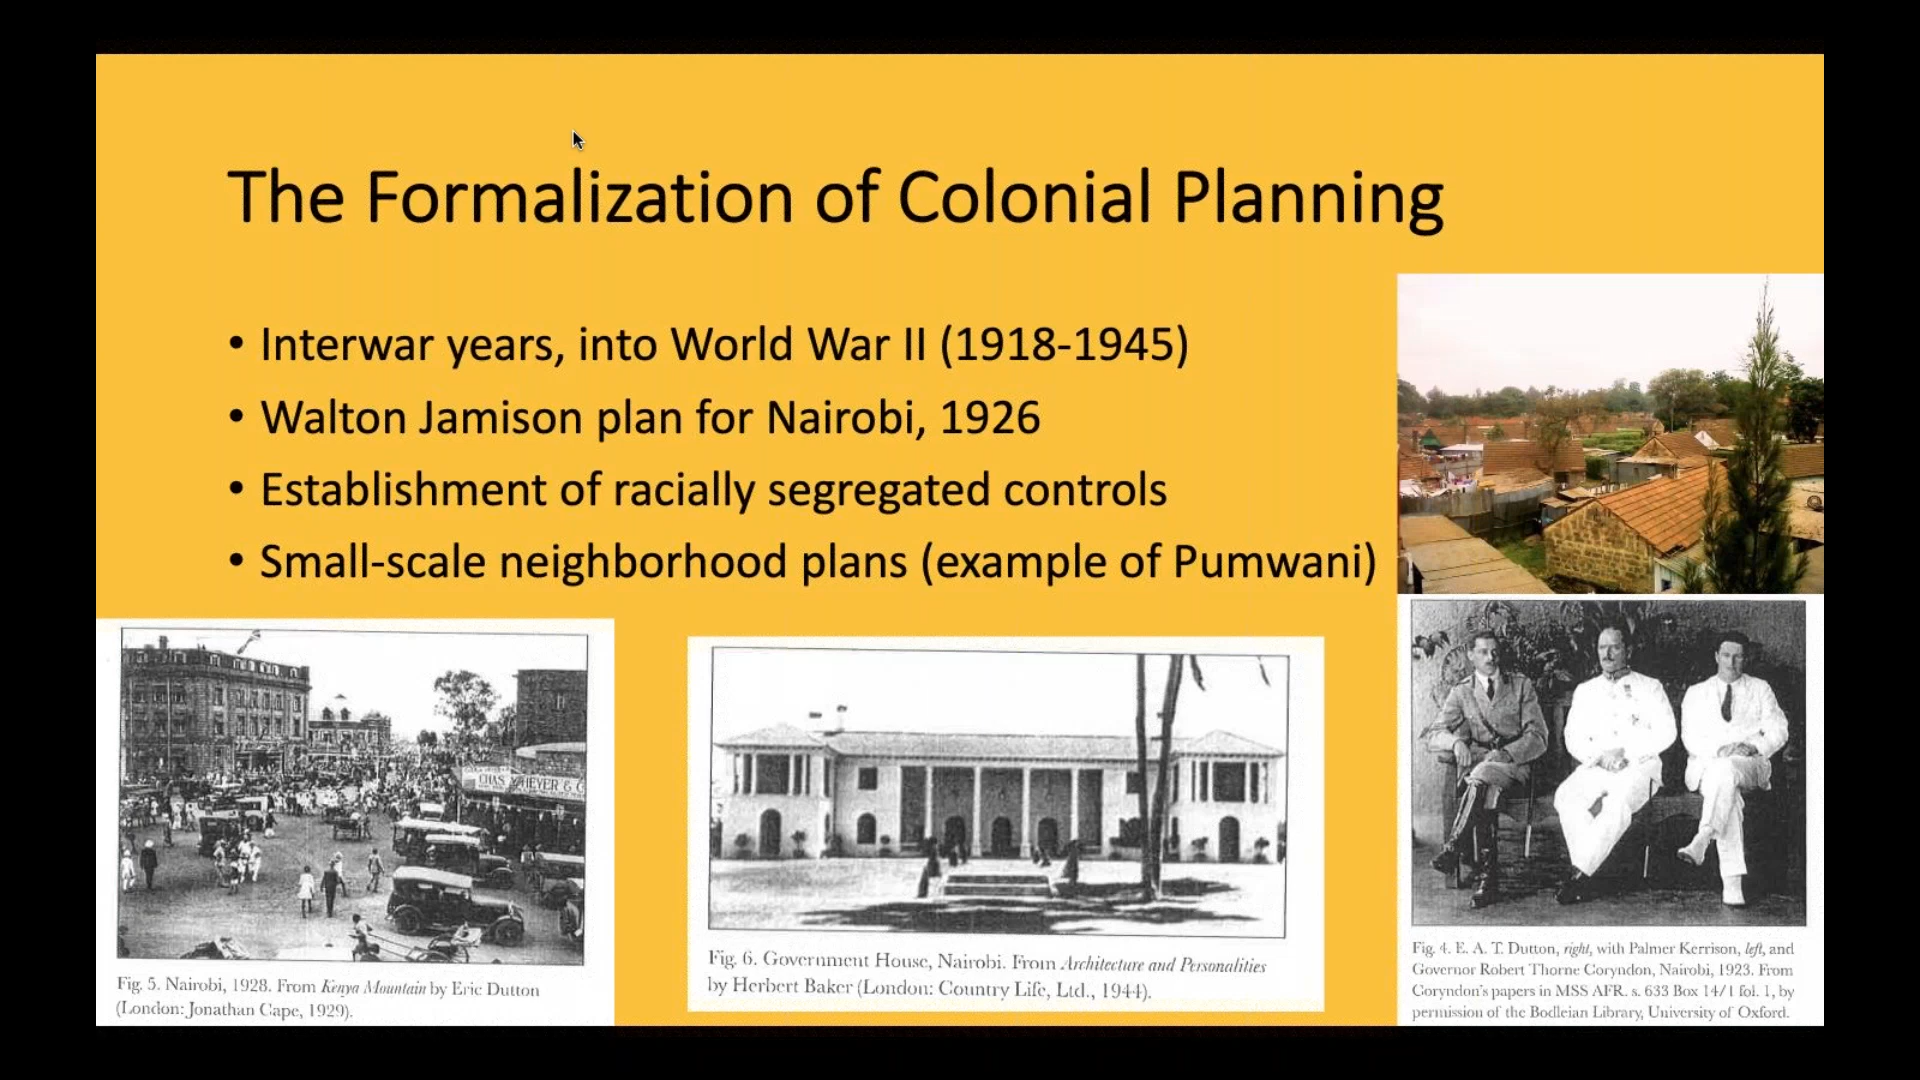 The Formalization of Colonial Planning
• Interwar years, into World War II (1918-1945)
• Walton Jamison plan for Nairobi, 1926
• Establishment of racially segregated controls
• Small-scale neighborhood plans (example of Pumwani)
CHAS HEYER & C
Fig. 5. Nairobi, 1928. From Kenya Mountain by Eric Dutton
(London: Jonathan Cape, 1929).
Fig. 6. Government House, Nairobi. From Architecture and Personalities
by Herbert Baker (London: Country Life, Ltd., 1944).
Fig. 4. E. A. T. Dutton, right, with Palmer Kerrison, left, and
Governor Robert Thorne Coryndon, Nairobi, 1923. From
Coryndon's papers in MSS AFR. s. 633 Box 14/1 fol. 1, by
permission of the Bodleian Library, University of Oxford.